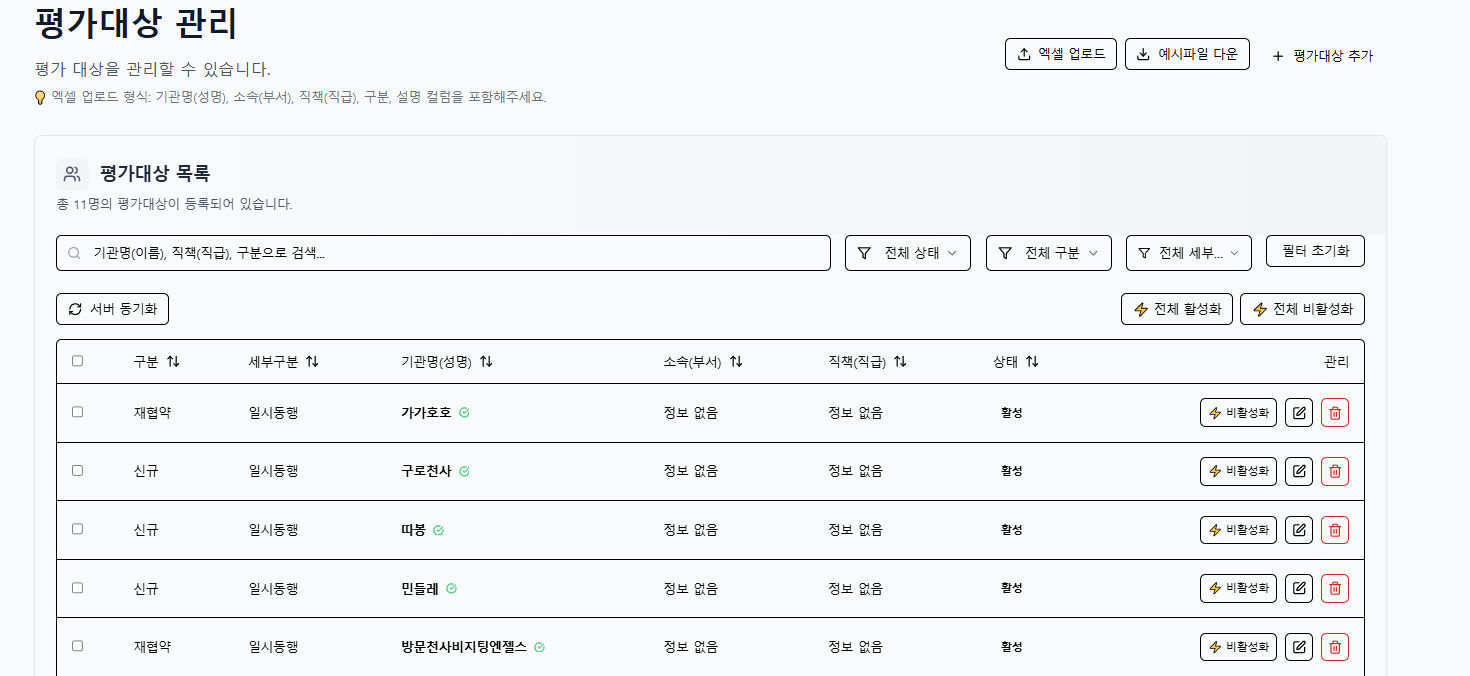 평가대상 관리
평가 대상을 관리할 수 있습니다.
엑셀 업로드 형식: 기관명(성명), 소속(부서), 직책(직급), 구분, 설명 컬럼을 포함해주세요.
엑셀 업로드 예시파일 다운 + 평가대상 추가
평가대상 목록
총 11명의 평가대상이 등록되어 있습니다.
기관명(이름), 직책(직급), 구분으로 검색... 전체 상태 전체 구분 전체 세부... 필터 초기화
서버 동기화 전체 활성화 전체 비활성화
구분 세부구분 기관명(성명) 소속(부서) 직책(직급) 상태 관리
재협약 일시동행 가가호호 정보 없음 정보 없음 활성 비활성화
신규 일시동행 구로천사 정보 없음 정보 없음 활성 비활성화
신규 일시동행 따봉 정보 없음 정보 없음 활성 비활성화
신규 일시동행 민들레 정보 없음 정보 없음 활성 비활성화
재협약 일시동행 방문천사비지팅엔젤스 정보 없음 정보 없음 활성 비활성화